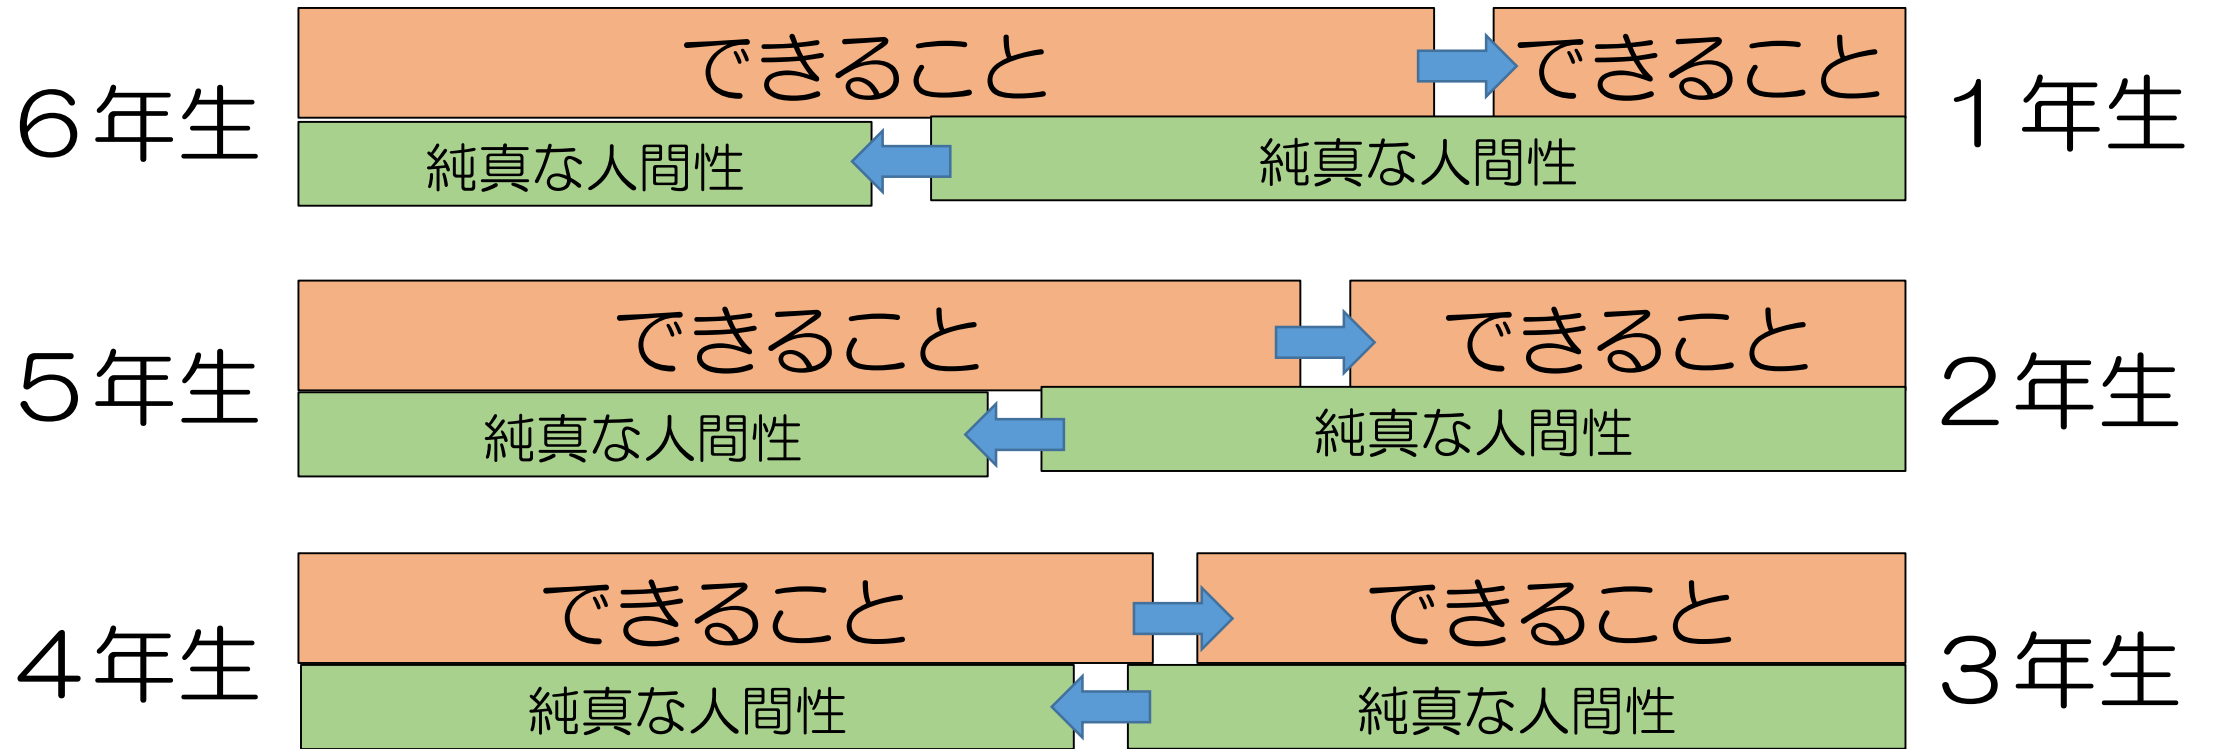 ６年生 できること できること １年生
純真な人間性 純真な人間性
５年生 できること できること ２年生
純真な人間性 純真な人間性
４年生 できること できること ３年生
純真な人間性 純真な人間性